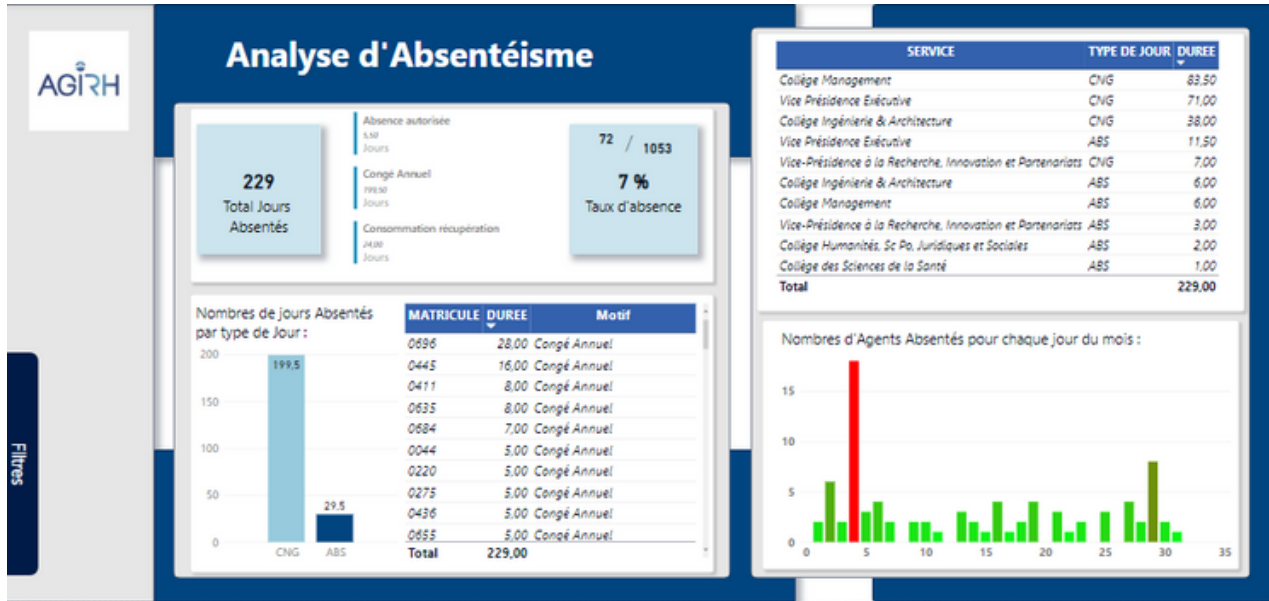 AGIRH
Analyse d'Absentéisme
229
Total Jours
Absentés
Absence autorisée
5,50
Jours
Congé Annuel
199,50
Jours
Consommation récupération
24,00
Jours
72 / 1053
7 %
Taux d'absence
SERVICE TYPE DE JOUR DUREE
Collège Management CNG 83,50
Vice Présidence Exécutive CNG 71,00
Collège Ingénierie & Architecture CNG 38,00
Vice Présidence Exécutive ABS 11,50
Vice-Présidence à la Recherche, Innovation et Partenariats CNG 7,00
Collège Ingénierie & Architecture ABS 6,00
Collège Management ABS 6,00
Vice-Présidence à la Recherche, Innovation et Partenariats ABS 3,00
Collège Humanités, Sc Po, Juridiques et Sociales ABS 2,00
Collège des Sciences de la Santé ABS 1,00
Total 229,00
Nombres de jours Absentés
par type de Jour :
200
199,5
150
100
50
29,5
0
CNG ABS
MATRICULE DUREE Motif
0696 28,00 Congé Annuel
0445 16,00 Congé Annuel
0411 8,00 Congé Annuel
0635 8,00 Congé Annuel
0684 7,00 Congé Annuel
0044 5,00 Congé Annuel
0220 5,00 Congé Annuel
0275 5,00 Congé Annuel
0436 5,00 Congé Annuel
0655 5,00 Congé Annuel
Total 229,00
Nombres d'Agents Absentés pour chaque jour du mois :
15
10
5
0
0 5 10 15 20 25 30 35
Filtres